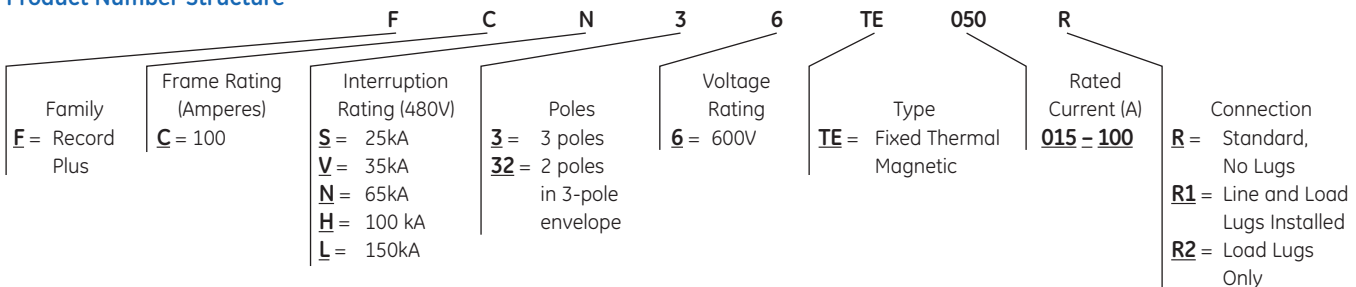 Product Number Structure
F C N 3 6 TE 050 R
Family
F = Record
Plus
Frame Rating
(Amperes)
C = 100
Interruption
Rating (480V)
S = 25kA
V = 35kA
N = 65kA
H = 100 kA
L = 150kA
Poles
3 = 3 poles
32 = 2 poles
in 3-pole
envelope
Voltage
Rating
6 = 600V
Type
TE = Fixed Thermal
Magnetic
Rated
Current (A)
015 – 100
Connection
R = Standard,
No Lugs
R1 = Line and Load
Lugs Installed
R2 = Load Lugs
Only